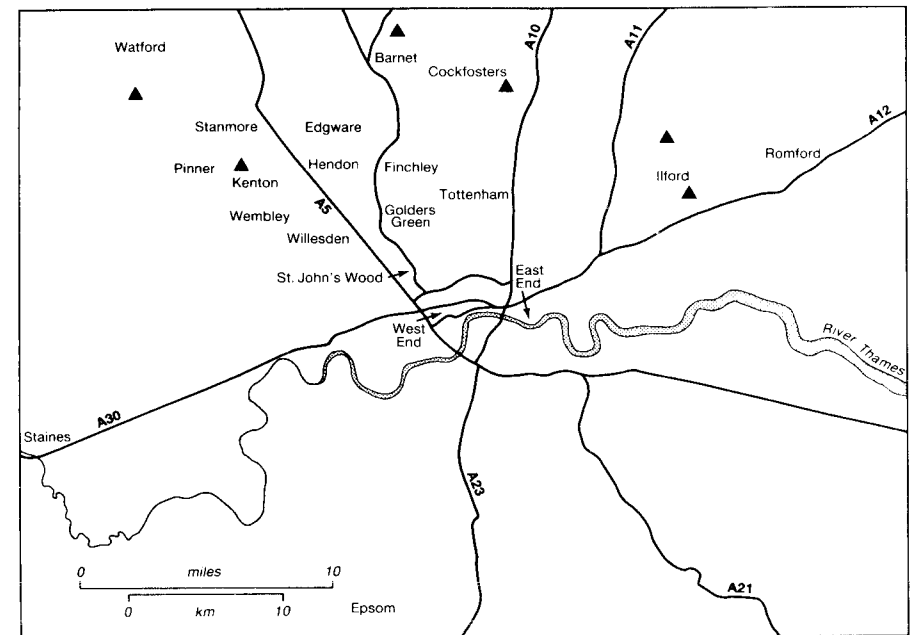 Watford
Barnet
A10
A11
Cockfosters
A12
Stanmore
Edgware
Romford
Pinner
Kenton
Hendon
Finchley
Ilford
A5
Tottenham
Wembley
Golders
Green
Willesden
St. John's Wood
East
End
West
End
River Thames
A30
Staines
A23
0 miles 10
0 km 10
Epsom
A21